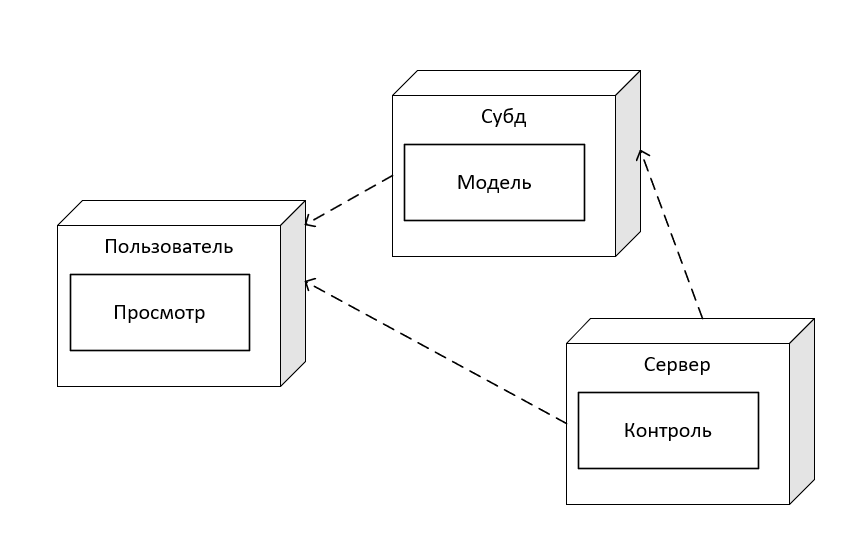 Субд
Модель
Пользователь
Просмотр
Сервер
Контроль